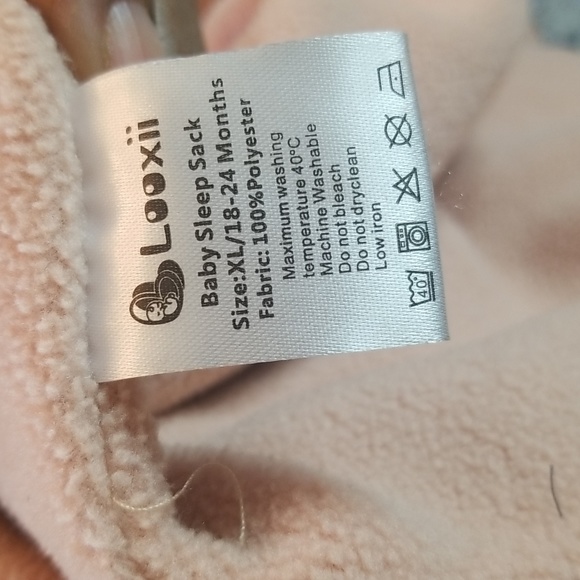 Looxii
Baby Sleep Sack
Size:XL/18-24 Months
Fabric:100%Polyester
Maximum washing
temperature 40°C
Machine Washable
Do not bleach
Do not dryclean
Low iron
40